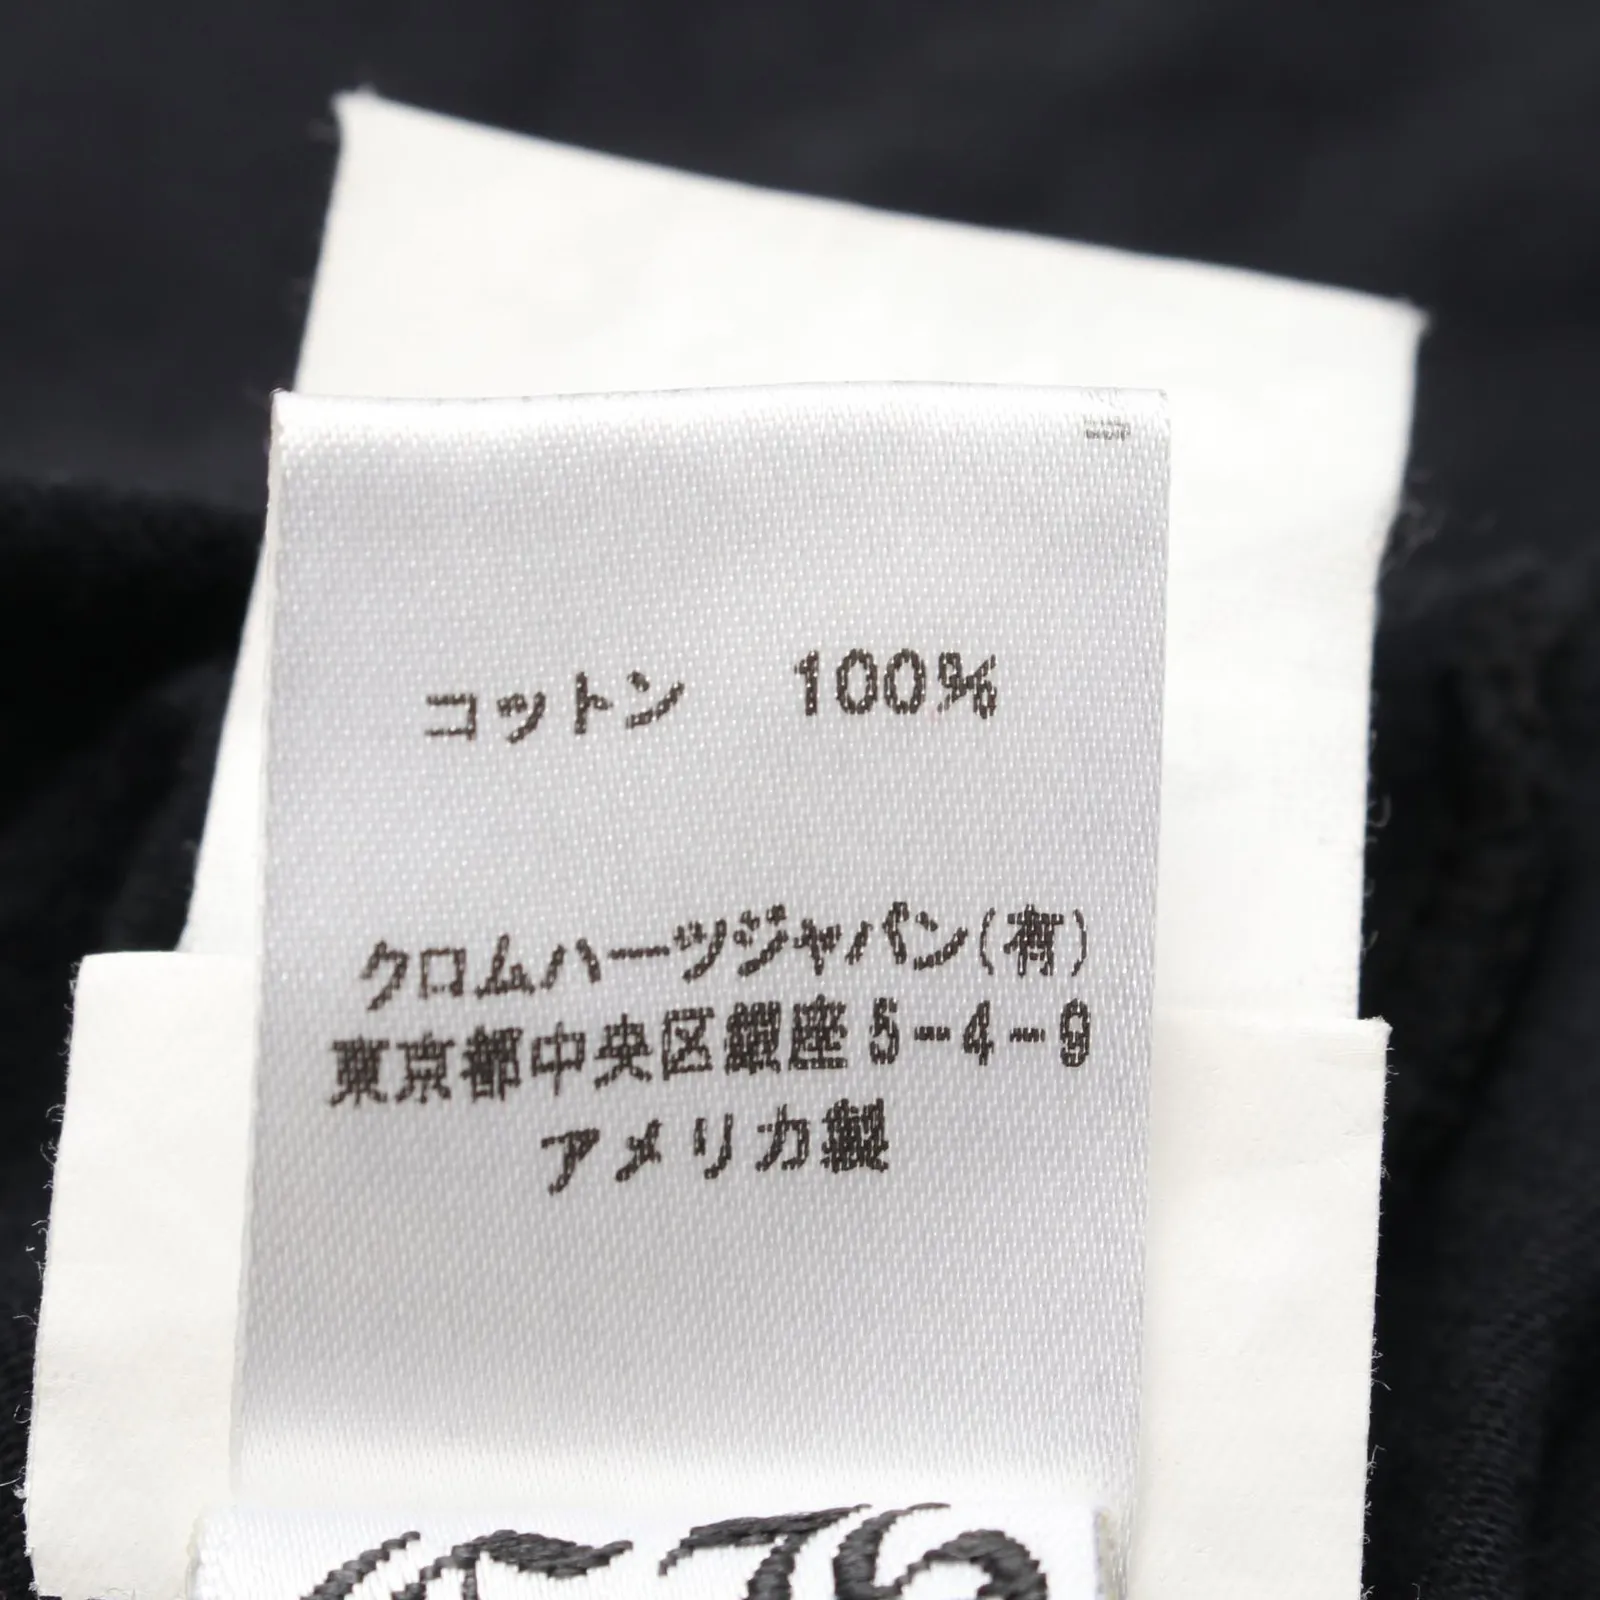 コットン　100%
クロムハーツジャパン(有)
東京都中央区銀座5-4-9
アメリカ製